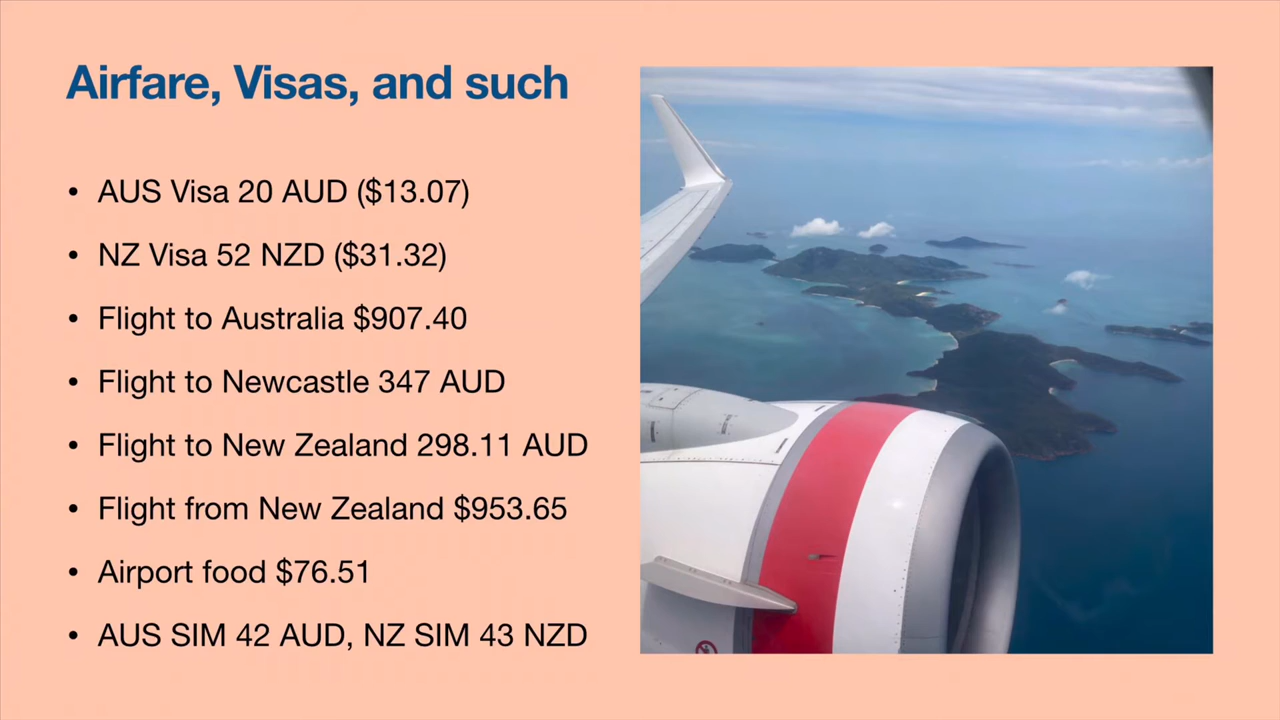 Airfare, Visas, and such
• AUS Visa 20 AUD ($13.07)
• NZ Visa 52 NZD ($31.32)
• Flight to Australia $907.40
• Flight to Newcastle 347 AUD
• Flight to New Zealand 298.11 AUD
• Flight from New Zealand $953.65
• Airport food $76.51
• AUS SIM 42 AUD, NZ SIM 43 NZD